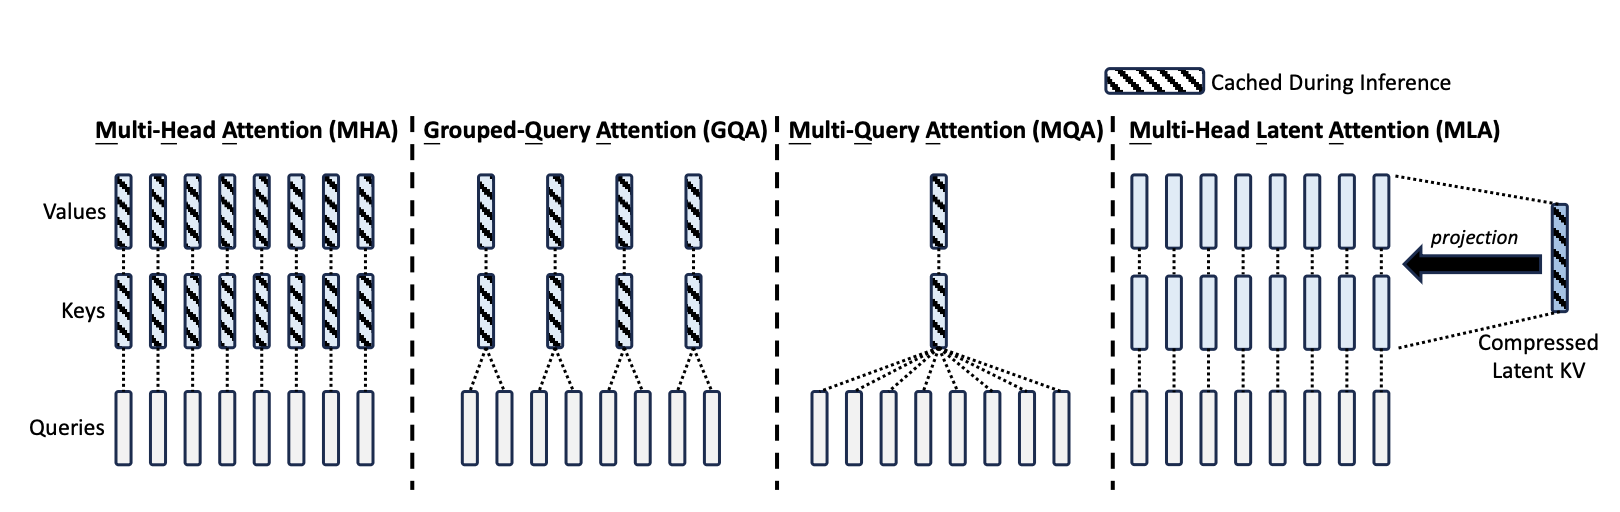 Cached During Inference
Multi-Head Attention (MHA)
Grouped-Query Attention (GQA)
Multi-Query Attention (MQA)
Multi-Head Latent Attention (MLA)
Values
Keys
Queries
projection
Compressed
Latent KV